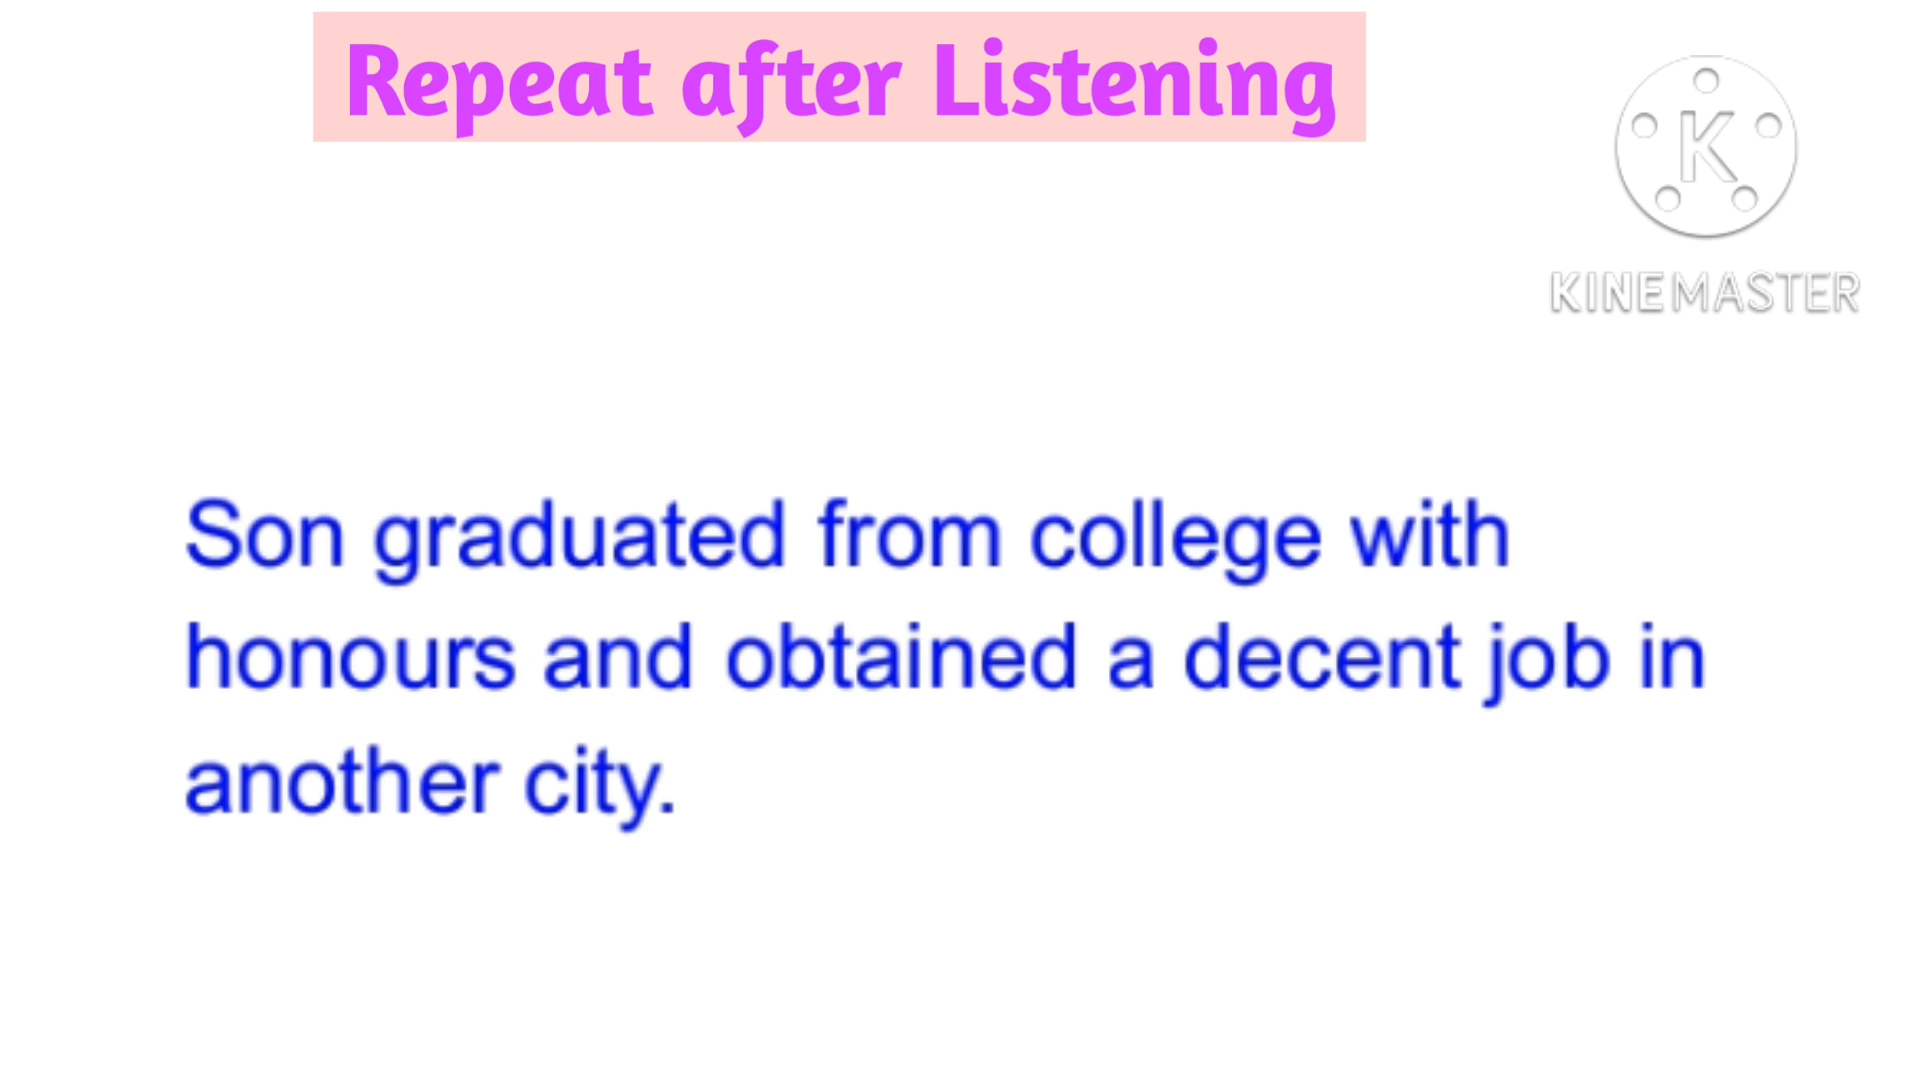 Repeat after Listening
K
KINEMASTER
Son graduated from college with
honours and obtained a decent job in
another city.